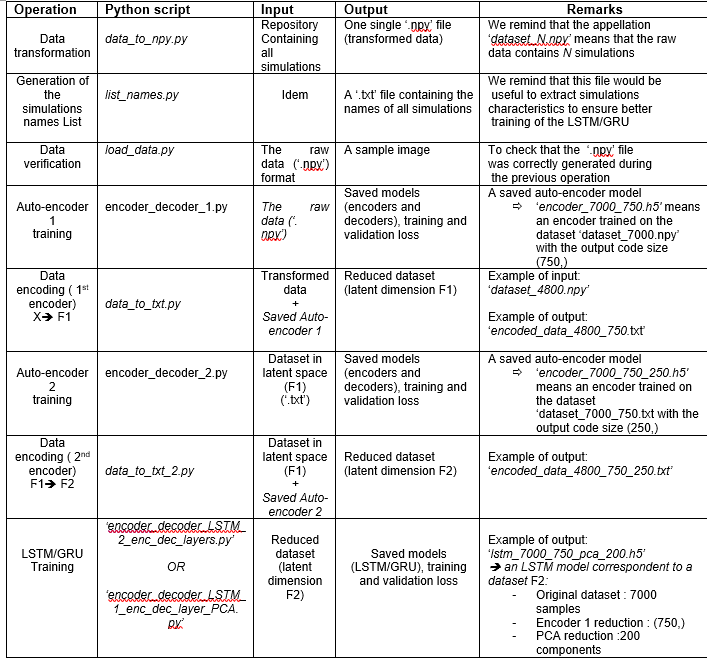 Operation Python script Input Output Remarks
Data
transformation
data_to_npy.py
Repository
Containing
all
simulations
One single ‘.npy’ file
(transformed data)
We remind that the appellation
‘dataset_N.npy’ means that the raw
data contains N simulations
Generation of
the
simulations
names List
list_names.py
Idem
A ‘.txt’ file containing the
names of all simulations
We remind that this file would be
useful to extract simulations
characteristics to ensure better
training of the LSTM/GRU
Data
verification
load_data.py
The raw
data (‘.npy’)
format
A sample image
To check that the ‘.npy’ file
was correctly generated during
the previous operation
Auto-encoder
1
training
encoder_decoder_1.py
The raw
data (‘.
npy’)
Saved models
(encoders and
decoders), training and
validation loss
A saved auto-encoder model
⇨ ‘encoder_7000_750.h5’ means
an encoder trained on the
dataset ‘dataset_7000.npy’
with the output code size
(750,)
Data
encoding ( 1st
encoder)
X➔ F1
data_to_txt.py
Transformed
data
+
Saved Auto-
encoder 1
Reduced dataset
(latent dimension F1)
Example of input:
‘dataset_4800.npy’
Example of output:
‘encoded_data_4800_750.txt’
Auto-encoder
2
training
encoder_decoder_2.py
Dataset in
latent space
(F1)
(‘.txt’)
Saved models
(encoders and
decoders), training and
validation loss
A saved auto-encoder model
⇨ ‘encoder_7000_750_250.h5’
means an encoder trained on
the dataset
‘dataset_7000_750.txt with the
output code size (250,)
Data
encoding ( 2nd
encoder)
F1➔ F2
data_to_txt_2.py
Dataset in
latent space
(F1)
+
Saved Auto-
encoder 2
Reduced dataset
(latent dimension F2)
Example of output:
‘encoded_data_4800_750_250.txt’
LSTM/GRU
Training
‘encoder_decoder_LSTM_
2_enc_dec_layers.py’
OR
‘encoder_decoder_LSTM_
1_enc_dec_layer_PCA.
py’
Reduced
dataset
(latent
dimension
F2)
Saved models
(LSTM/GRU), training
and validation loss
Example of output:
‘lstm_7000_750_pca_200.h5’
➔ an LSTM model correspondent to a
dataset F2:
- Original dataset : 7000
samples
- Encoder 1 reduction : (750,)
- PCA reduction :200
components